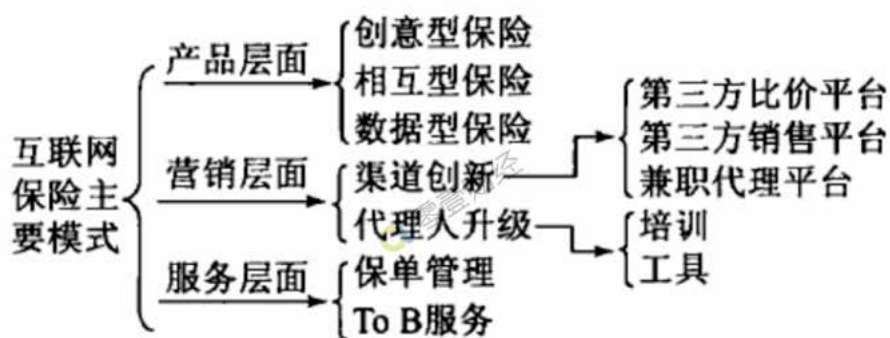 互联网
保险主
要模式
产品层面
创意型保险
相互型保险
数据型保险
营销层面
渠道创新
第三方比价平台
第三方销售平台
兼职代理平台
代理人升级
培训
工具
服务层面
保单管理
To B服务
零壹财经